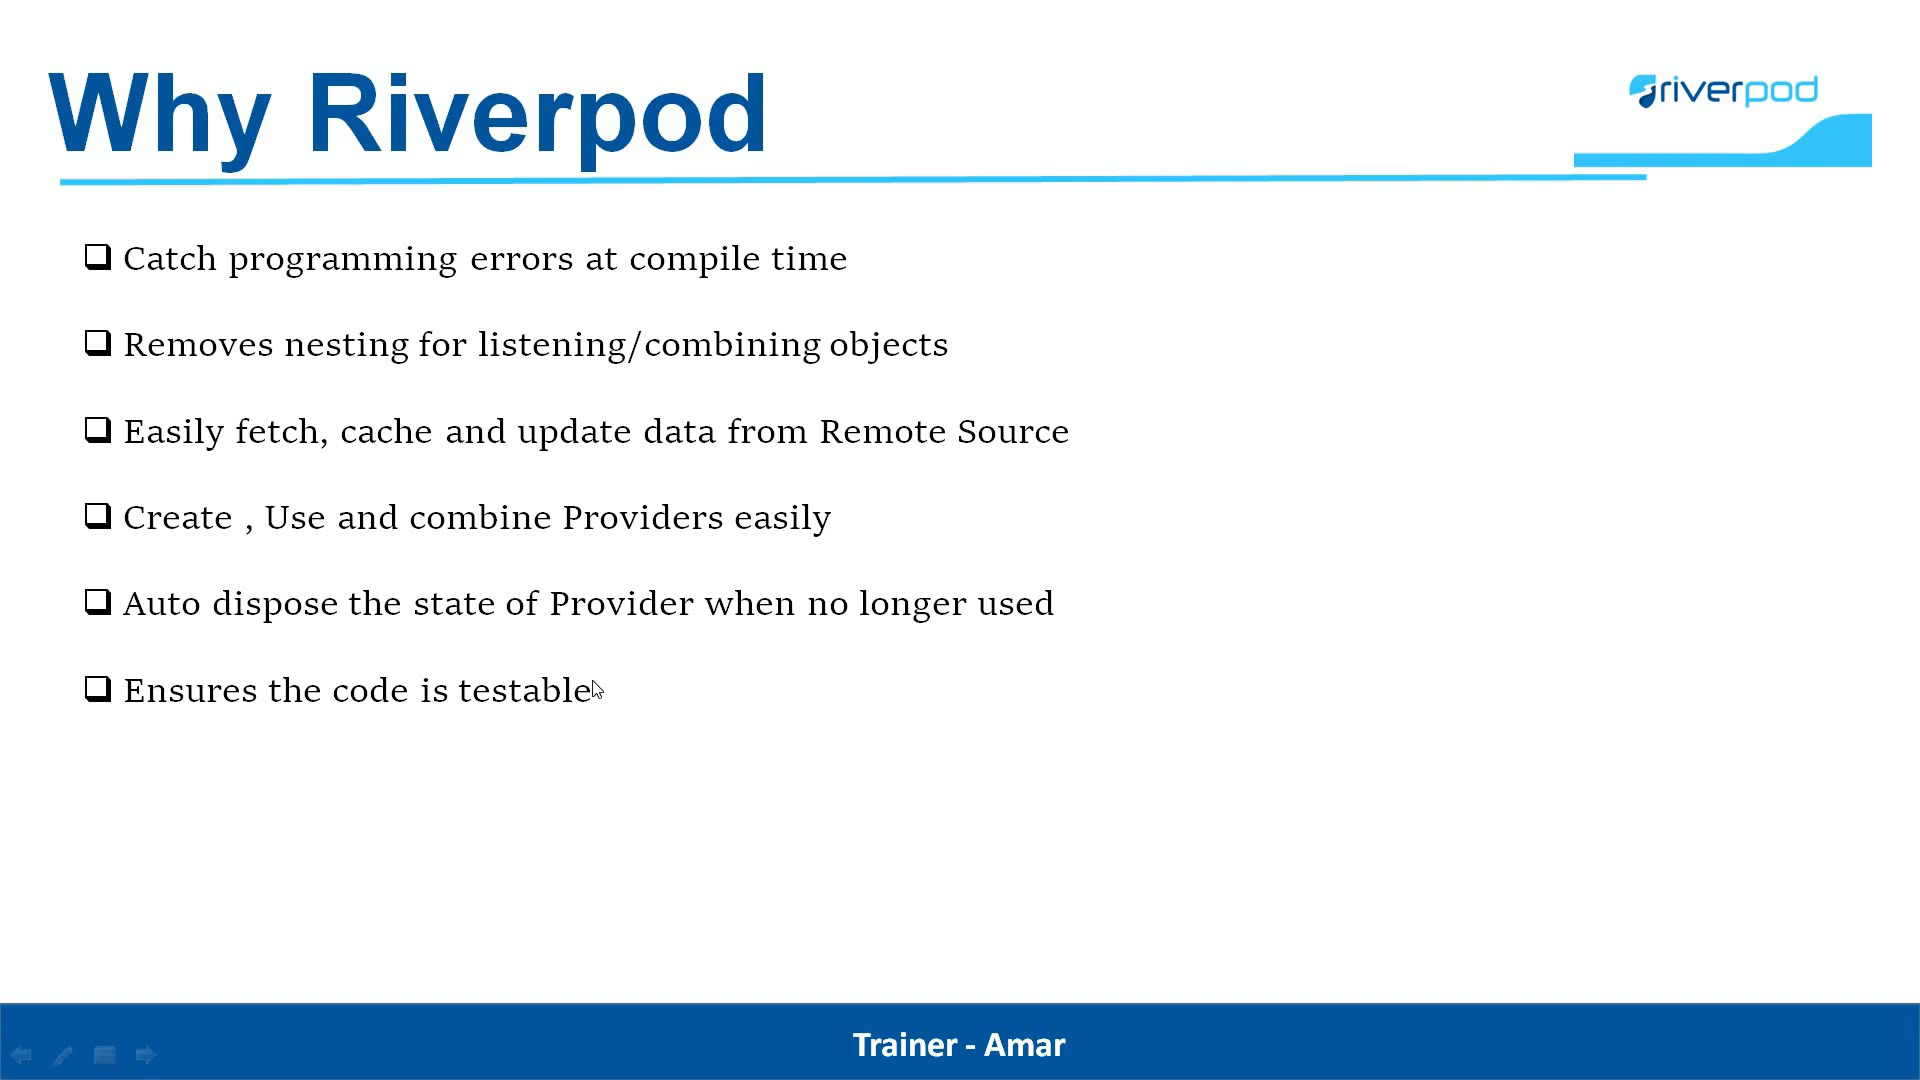 Why Riverpod
riverpod
Catch programming errors at compile time
Removes nesting for listening/combining objects
Easily fetch, cache and update data from Remote Source
Create , Use and combine Providers easily
Auto dispose the state of Provider when no longer used
Ensures the code is testable
Trainer - Amar